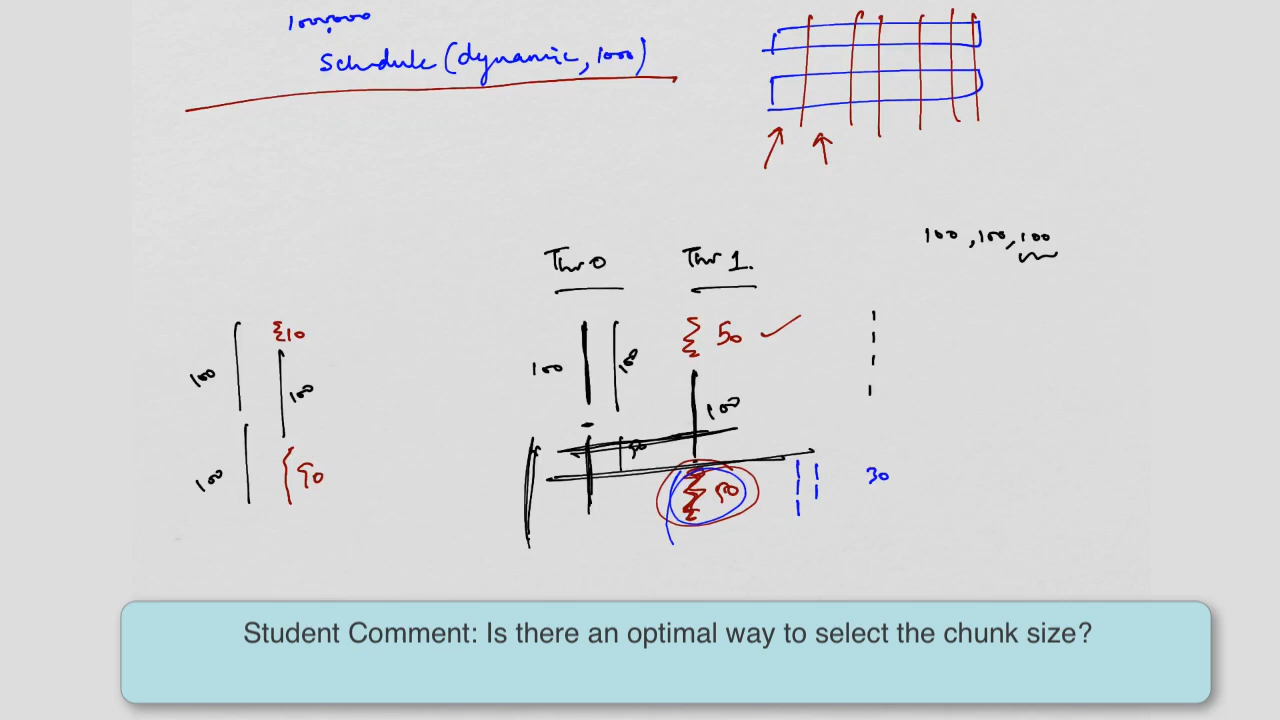 Schedule (dynamic, 1000)
100, 100, 100
Thr 0 Thr 1.
10
50
100
100
100
100
100
100
90
30
Student Comment: Is there an optimal way to select the chunk size?